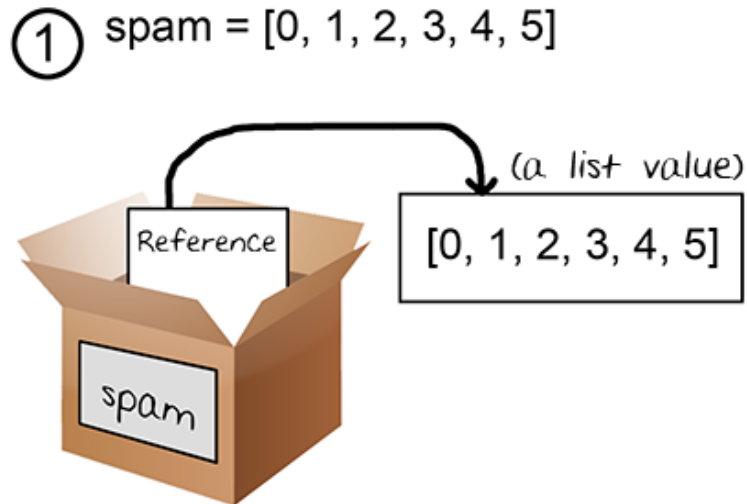 1 spam = [0, 1, 2, 3, 4, 5]
(a list value)
Reference
[0, 1, 2, 3, 4, 5]
spam